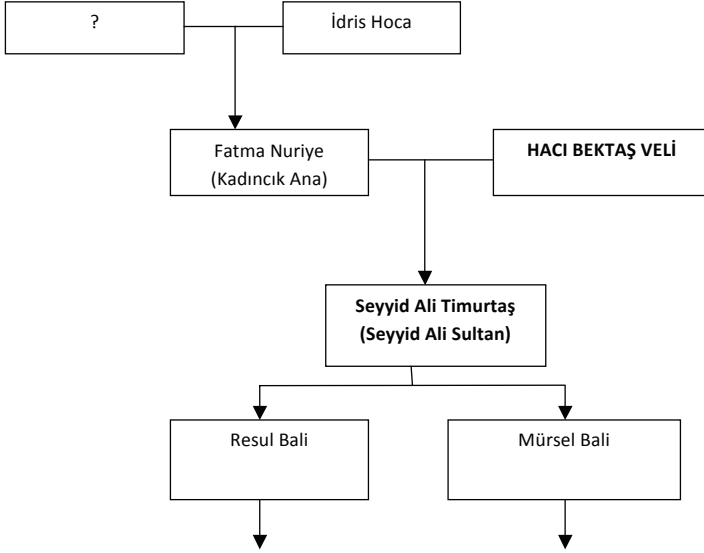 ?
İdris Hoca
Fatma Nuriye
(Kadıncık Ana)
HACI BEKTAŞ VELİ
Seyyid Ali Timurtaş
(Seyyid Ali Sultan)
Resul Bali
Mürsel Bali